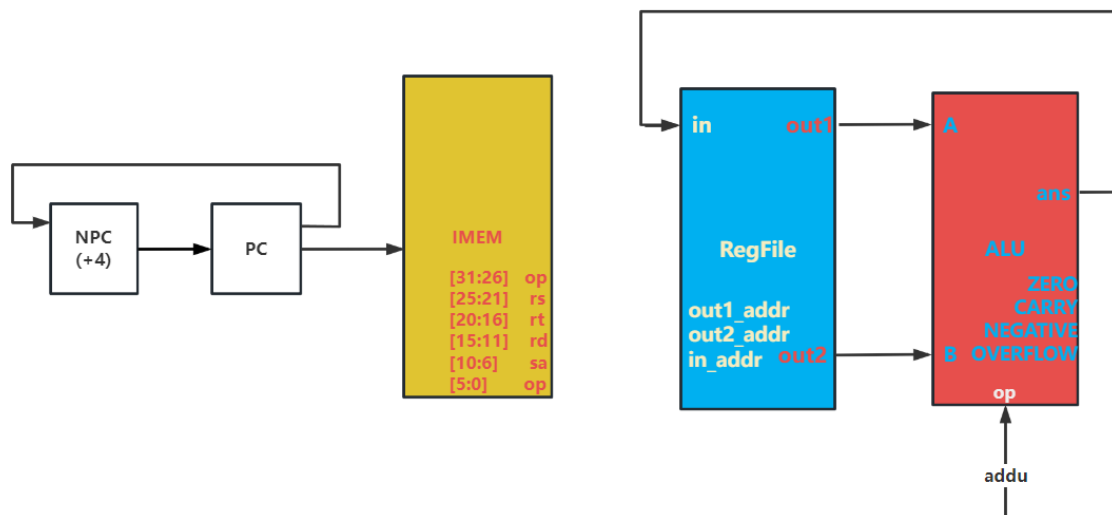 NPC
(+4)
PC
IMEM
[31:26] op
[25:21] rs
[20:16] rt
[15:11] rd
[10:6] sa
[5:0] op
in
out1
RegFile
out1_addr
out2_addr
in_addr
out2
A
ans
ALU
ZERO
CARRY
NEGATIVE
B
OVERFLOW
op
addu